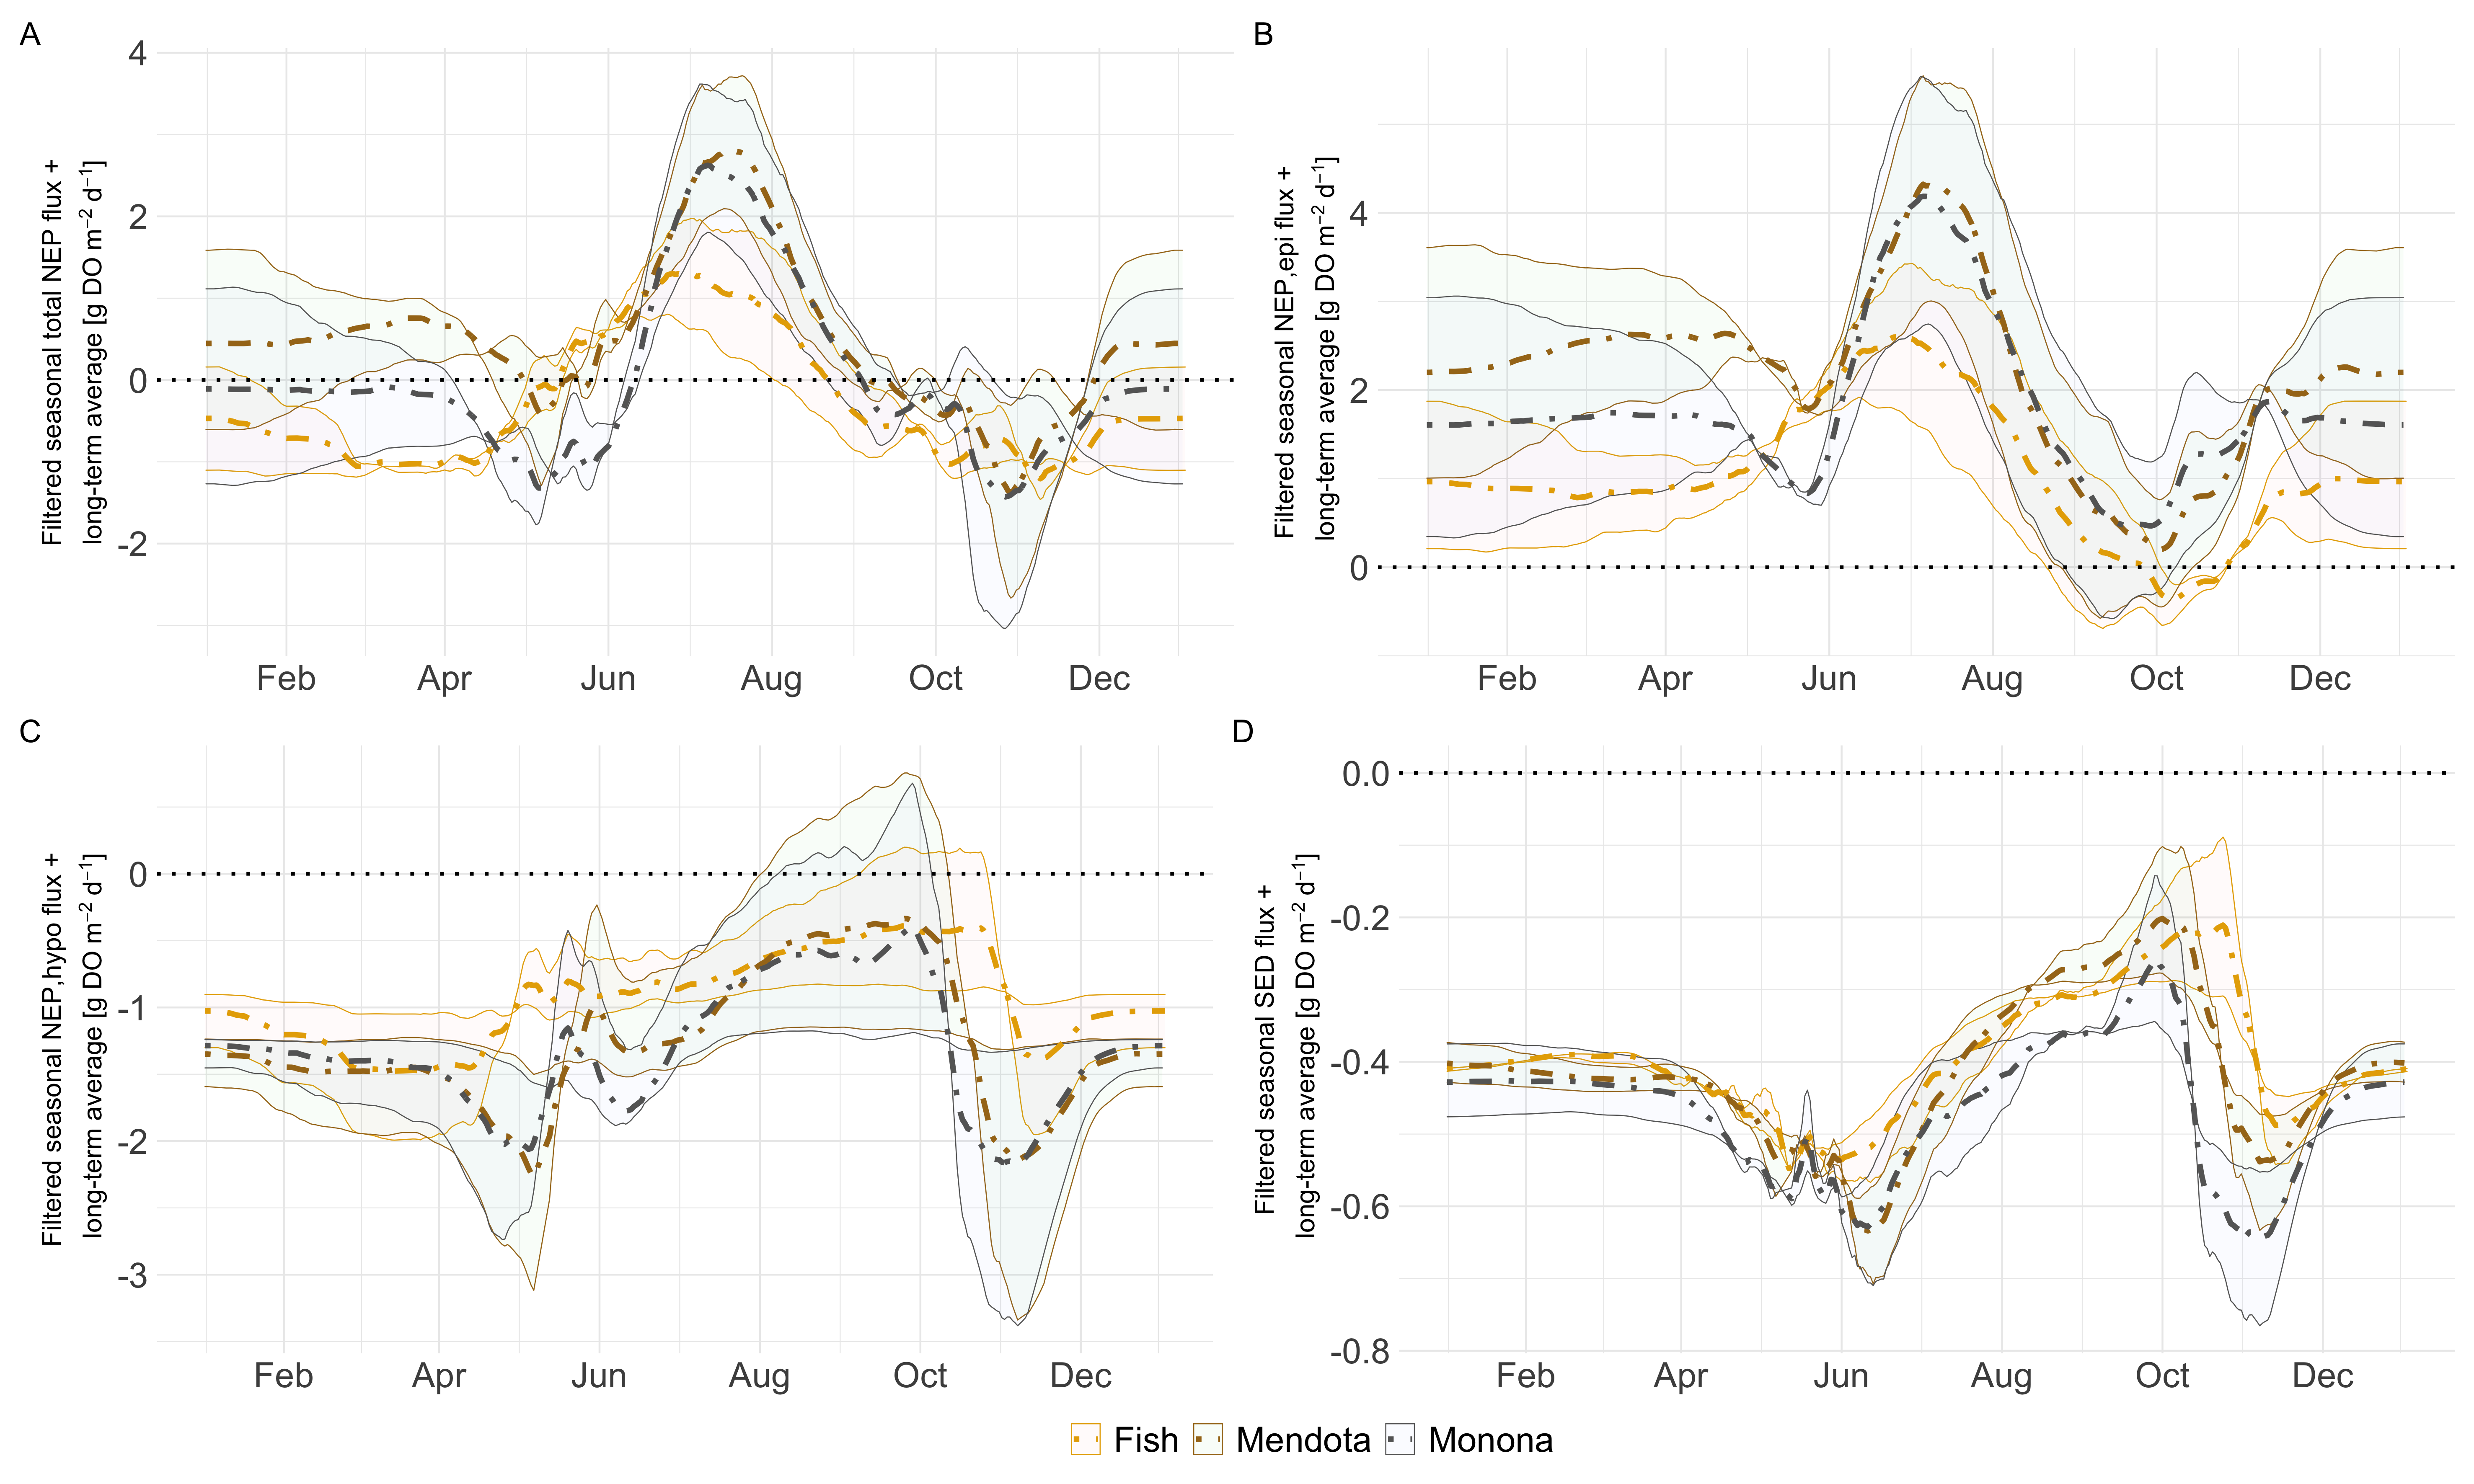 A
Filtered seasonal total NEP flux +
long-term average [g DO m⁻² d⁻¹]
4
2
0
-2
Feb Apr Jun Aug Oct Dec
B
Filtered seasonal NEP,epi flux +
long-term average [g DO m⁻² d⁻¹]
4
2
0
Feb Apr Jun Aug Oct Dec
C
Filtered seasonal NEP,hypo flux +
long-term average [g DO m⁻² d⁻¹]
0
-1
-2
-3
Feb Apr Jun Aug Oct Dec
D
Filtered seasonal SED flux +
long-term average [g DO m⁻² d⁻¹]
0.0
-0.2
-0.4
-0.6
-0.8
Feb Apr Jun Aug Oct Dec
Fish Mendota Monona